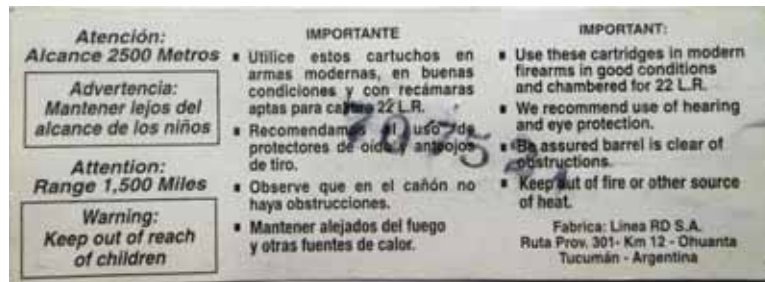 Atención:
Alcance 2500 Metros
Advertencia:
Mantener lejos del
alcance de los niños
Attention:
Range 1,500 Miles
Warning:
Keep out of reach
of children
IMPORTANTE
▪ Utilice estos cartuchos en
armas modernas, en buenas
condiciones y con recámaras
aptas para calibre 22 L.R.
▪ Recomendamos el uso de
protectores de oido y anteojos
de tiro.
▪ Observe que en el cañón no
haya obstrucciones.
▪ Mantener alejados del fuego
y otras fuentes de calor.
IMPORTANT:
▪ Use these cartridges in modern
firearms in good conditions
and chambered for 22 L.R.
▪ We recommend use of hearing
and eye protection.
▪ Be assured barrel is clear of
obstructions.
▪ Keep out of fire or other source
of heat.
Fabrica: Linea RD S.A.
Ruta Prov. 301- Km 12 - Ohuanta
Tucumán - Argentina